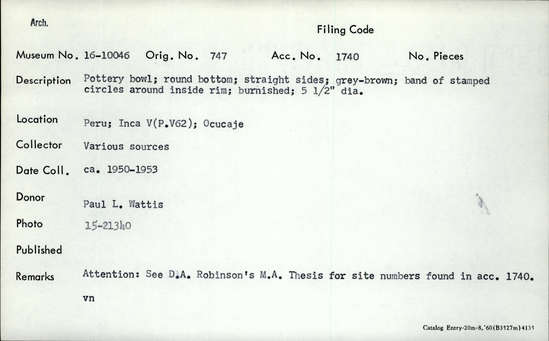 Arch.
Filing Code
Museum No. 16-10046 Orig. No. 747 Acc. No. 1740 No. Pieces
Description Pottery bowl; round bottom; straight sides; grey-brown; band of stamped
circles around inside rim; burnished; 5 1/2" dia.
Location Peru; Inca V(P.V62); Ocucaje
Collector Various sources
Date Coll. ca. 1950-1953
Donor Paul L. Wattis
Photo 15-21340
Published
Remarks Attention: See D.A. Robinson's M.A. Thesis for site numbers found in acc. 1740.
vn
Catalog Entry-20m-8,'60(B3127m)4131